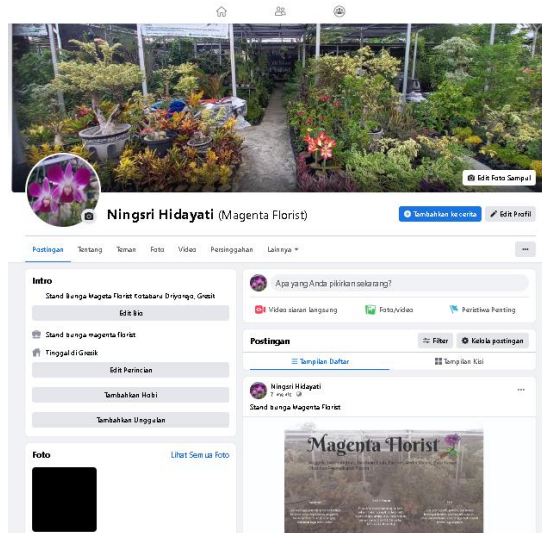 Edit Foto Sampul
Ningsri Hidayati (Magenta Florist)
Tambahkan ke cerita
Edit Profil
Postingan Tentang Teman Foto Video Persinggahan Lainnya
Intro
Stand Bunga Mageta Florist Kotabaru Driyorejo, Gresit
Edit Bio
Stand bunga magenta florist
Tinggal di Gresik
Edit Perincian
Tambahkan Hobi
Tambahkan Unggulan
Foto
Lihat Semua Foto
Apa yang Anda pikirkan sekarang?
Video siaran langsung Foto/video Peristiwa Penting
Postingan
Filter
Kelola postingan
Tampilan Daftar Tampilan Kisi
Ningsri Hidayati
Stand bunga Magenta Florist
Magenta Florist